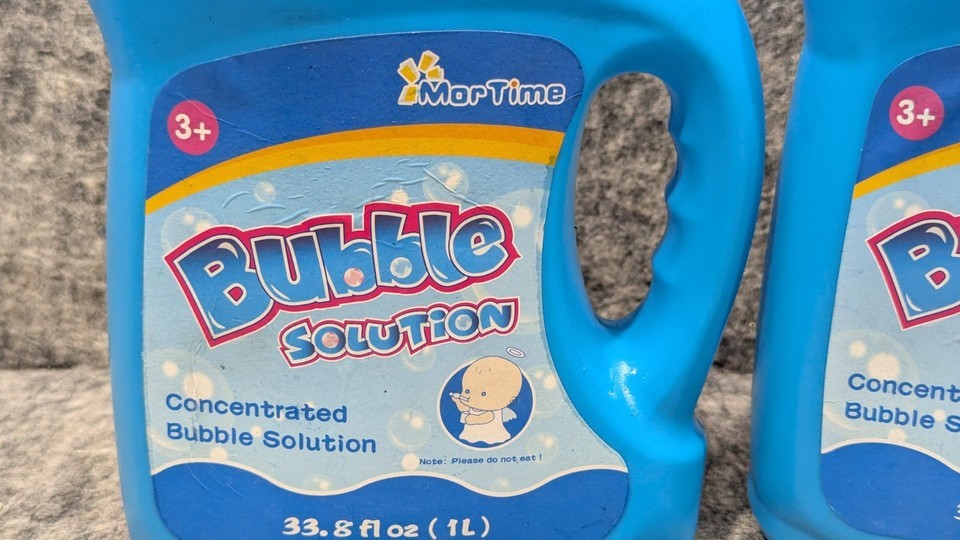 MorTime
3+
Bubble
SOLUTION
Concentrated
Bubble Solution
Note: Please do not eat!
33.8 fl oz (1L)
3+
B
Concent
Bubble S